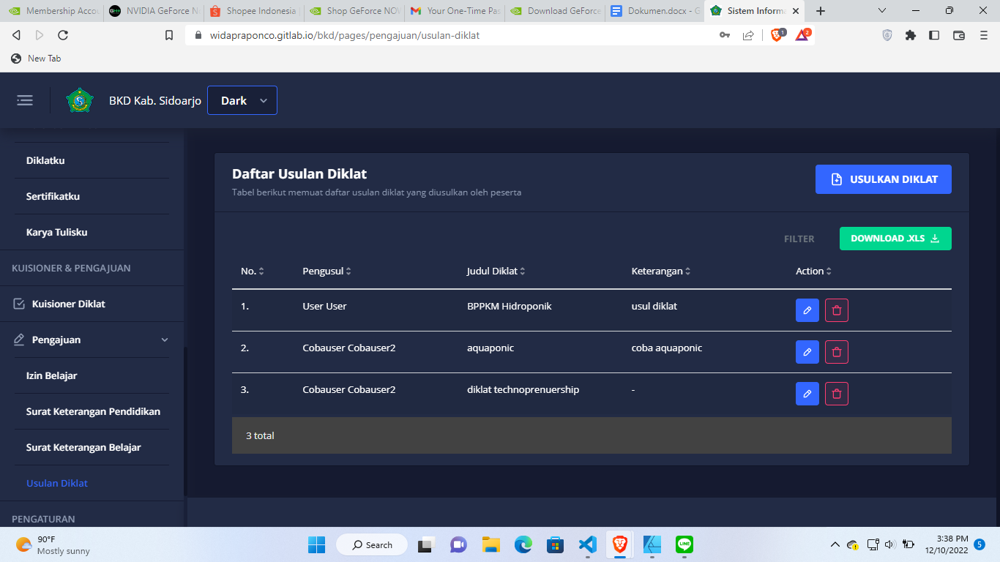 Membership Accou
NVIDIA GeForce N
Shopee Indonesia
Shop GeForce NOW
Your One-Time Pas
Download GeForce
Dokumen.docx - G
Sistem Informa
widapraponco.gitlab.io/bkd/pages/pengajuan/usulan-diklat
1
2
New Tab
BKD Kab. Sidoarjo
Dark
Diklatku
Sertifikatku
Karya Tulisku
KUISIONER & PENGAJUAN
Kuisioner Diklat
Pengajuan
Izin Belajar
Surat Keterangan Pendidikan
Surat Keterangan Belajar
Usulan Diklat
PENGATURAN
Daftar Usulan Diklat
Tabel berikut memuat daftar usulan diklat yang diusulkan oleh peserta
USULKAN DIKLAT
FILTER
DOWNLOAD .XLS
No. Pengusul Judul Diklat Keterangan Action
1. User User BPPKM Hidroponik usul diklat
2. Cobauser Cobauser2 aquaponic coba aquaponic
3. Cobauser Cobauser2 diklat technoprenuership -
3 total
90°F
Mostly sunny
Search
LINE
3:38 PM
12/10/2022
5